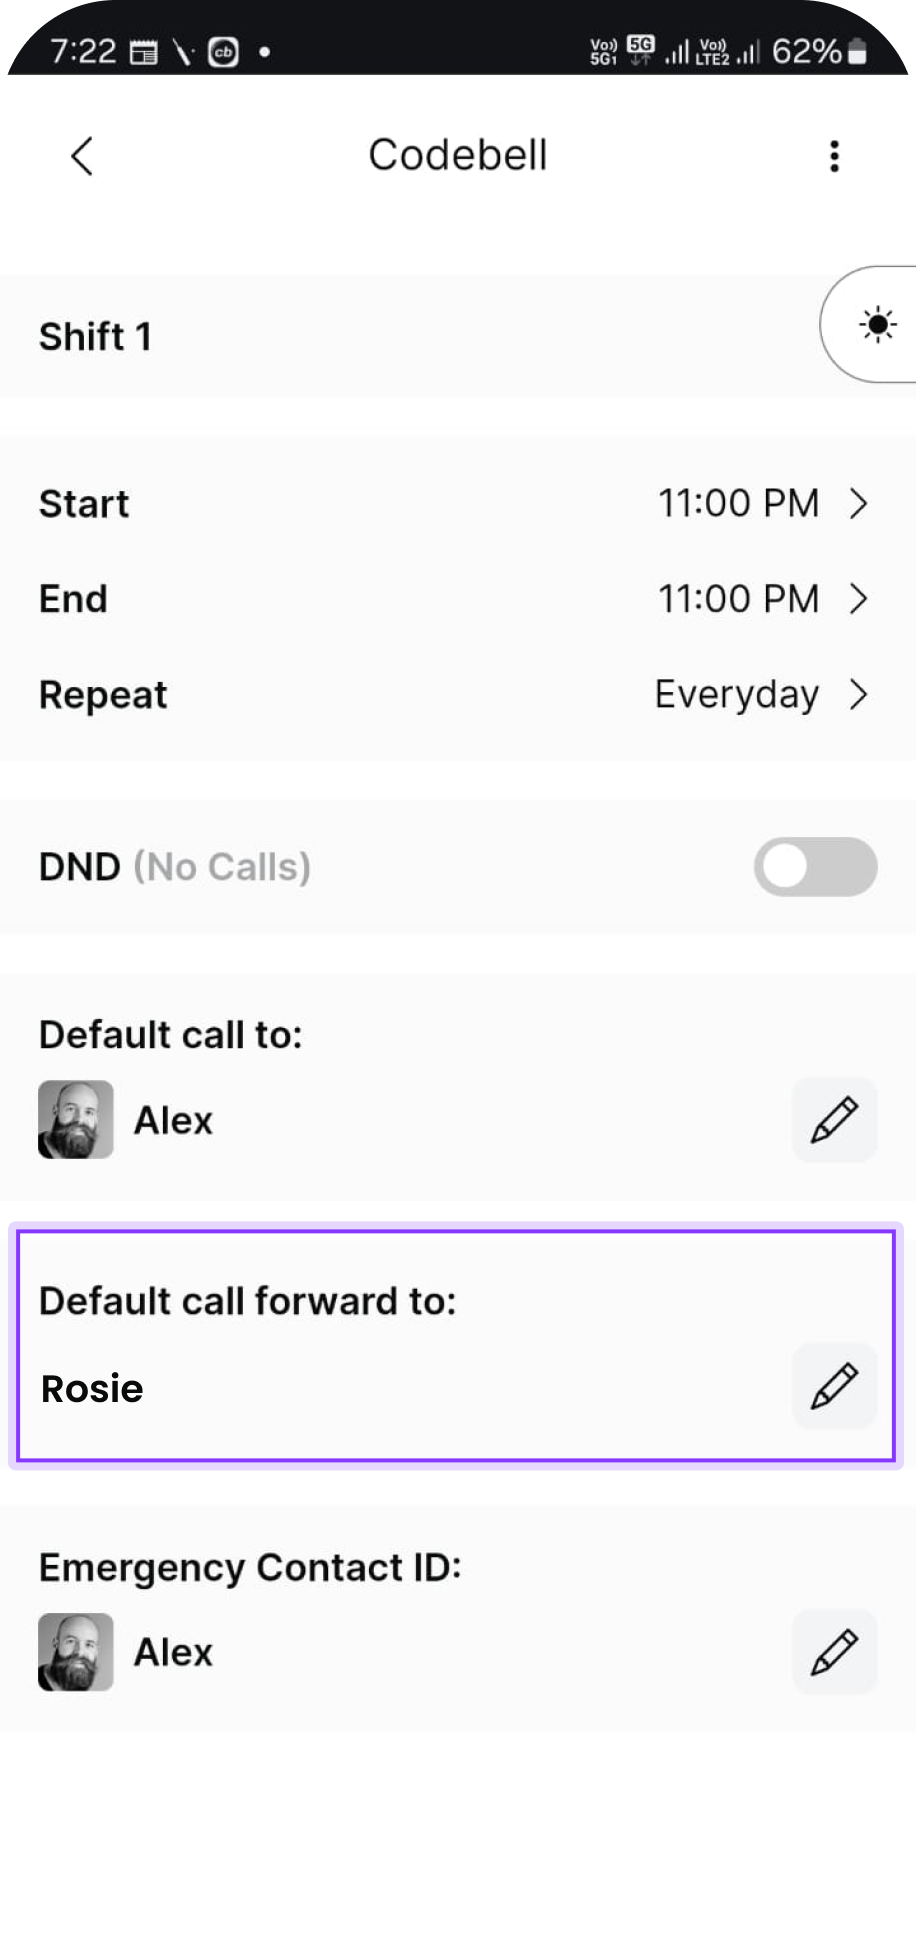 7:22 cb Vo)) 5G1 5G Vo)) LTE2 62%
Codebell
Shift 1
Start 11:00 PM
End 11:00 PM
Repeat Everyday
DND (No Calls)
Default call to:
Alex
Default call forward to:
Rosie
Emergency Contact ID:
Alex